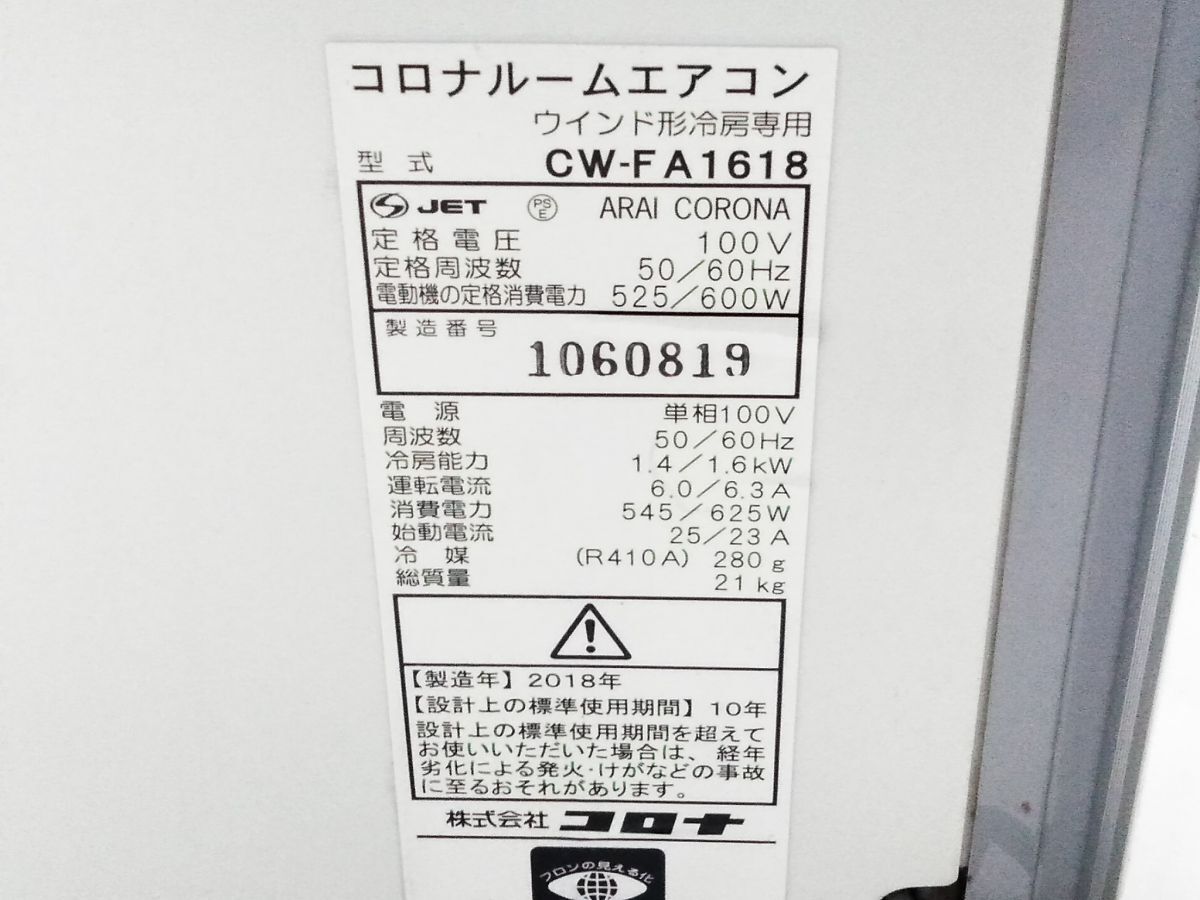 コロナルームエアコン
ウインド形冷房専用
型式 CW-FA1618
JET PSE ARAI CORONA
定格電圧 100V
定格周波数 50/60Hz
電動機の定格消費電力 525/600W
製造番号
1060819
電源 単相100V
周波数 50/60Hz
冷房能力 1.4/1.6kW
運転電流 6.0/6.3A
消費電力 545/625W
始動電流 25/23A
冷媒 (R410A) 280g
総質量 21kg
【製造年】2018年
【設計上の標準使用期間】10年
設計上の標準使用期間を超えて
お使いいただいた場合は、経年
劣化による発火・けがなどの事故
に至るおそれがあります。
株式会社 コロナ
フロンの見える化